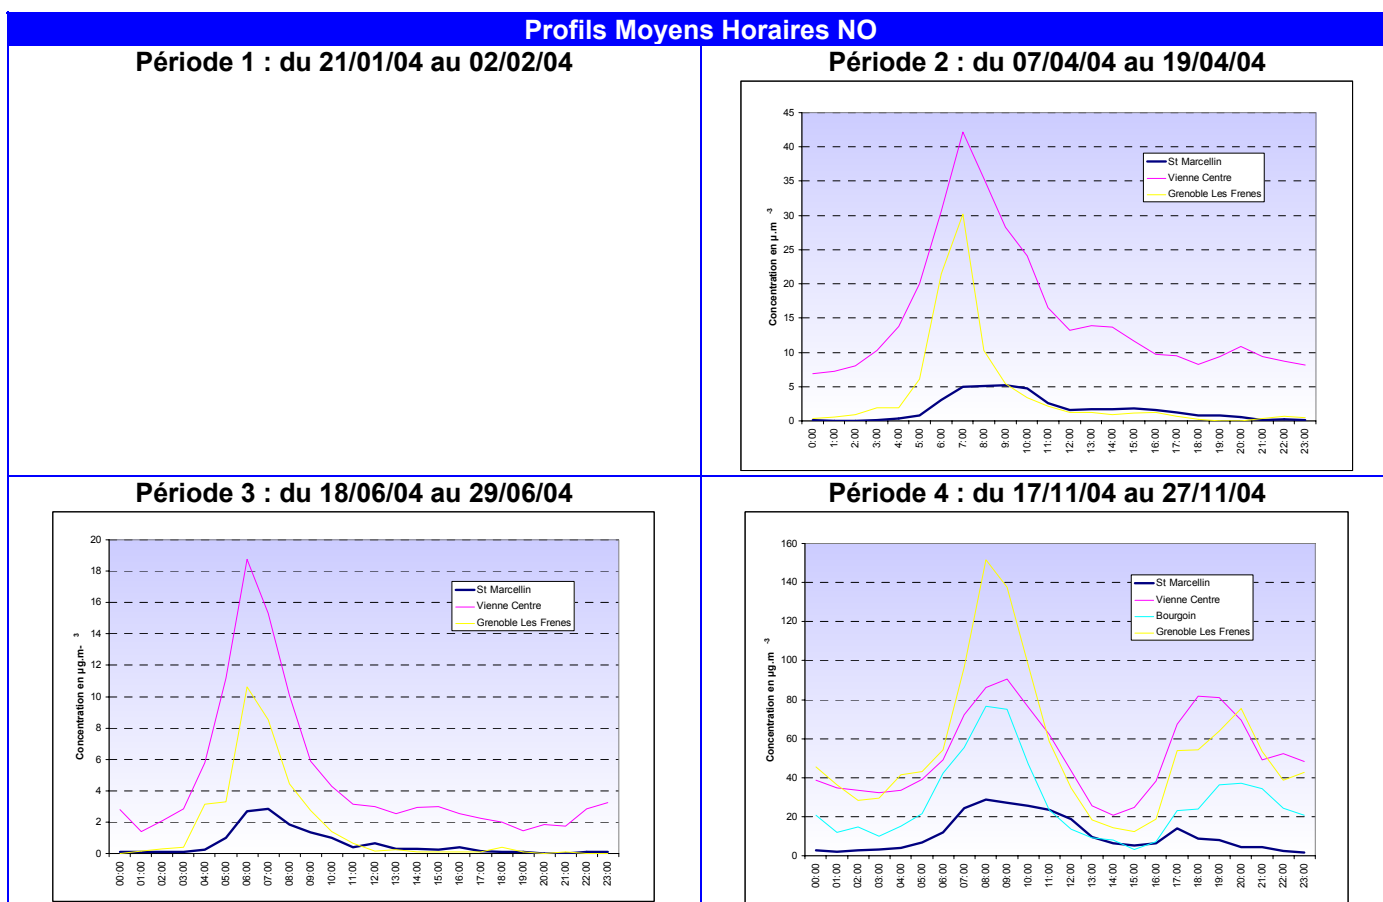 Profils Moyens Horaires NO
Période 1 : du 21/01/04 au 02/02/04
Période 2 : du 07/04/04 au 19/04/04
Concentration en µ.m -3
45
40
35
30
25
20
15
10
5
0
St Marcellin
Vienne Centre
Grenoble Les Frenes
0:00 1:00 2:00 3:00 4:00 5:00 6:00 7:00 8:00 9:00 10:00 11:00 12:00 13:00 14:00 15:00 16:00 17:00 18:00 19:00 20:00 21:00 22:00 23:00
Période 3 : du 18/06/04 au 29/06/04
Concentration en µg.m- 3
20
18
16
14
12
10
8
6
4
2
0
St Marcellin
Vienne Centre
Grenoble Les Frenes
00:00 01:00 02:00 03:00 04:00 05:00 06:00 07:00 08:00 09:00 10:00 11:00 12:00 13:00 14:00 15:00 16:00 17:00 18:00 19:00 20:00 21:00 22:00 23:00
Période 4 : du 17/11/04 au 27/11/04
Concentration en µg.m -3
160
140
120
100
80
60
40
20
0
St Marcellin
Vienne Centre
Bourgoin
Grenoble Les Frenes
00:00 01:00 02:00 03:00 04:00 05:00 06:00 07:00 08:00 09:00 10:00 11:00 12:00 13:00 14:00 15:00 16:00 17:00 18:00 19:00 20:00 21:00 22:00 23:00